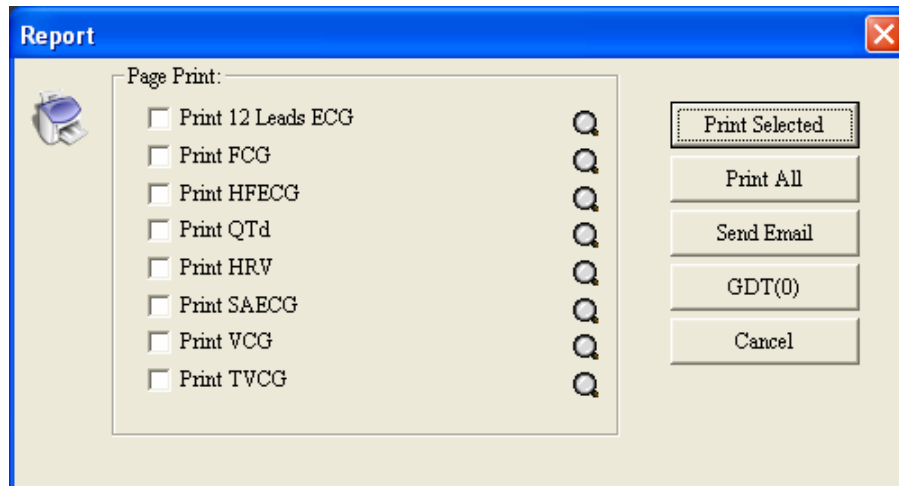 Report
Page Print:
Print 12 Leads ECG
Print FCG
Print HFECG
Print QTd
Print HRV
Print SAECG
Print VCG
Print TVCG
Print Selected
Print All
Send Email
GDT(0)
Cancel